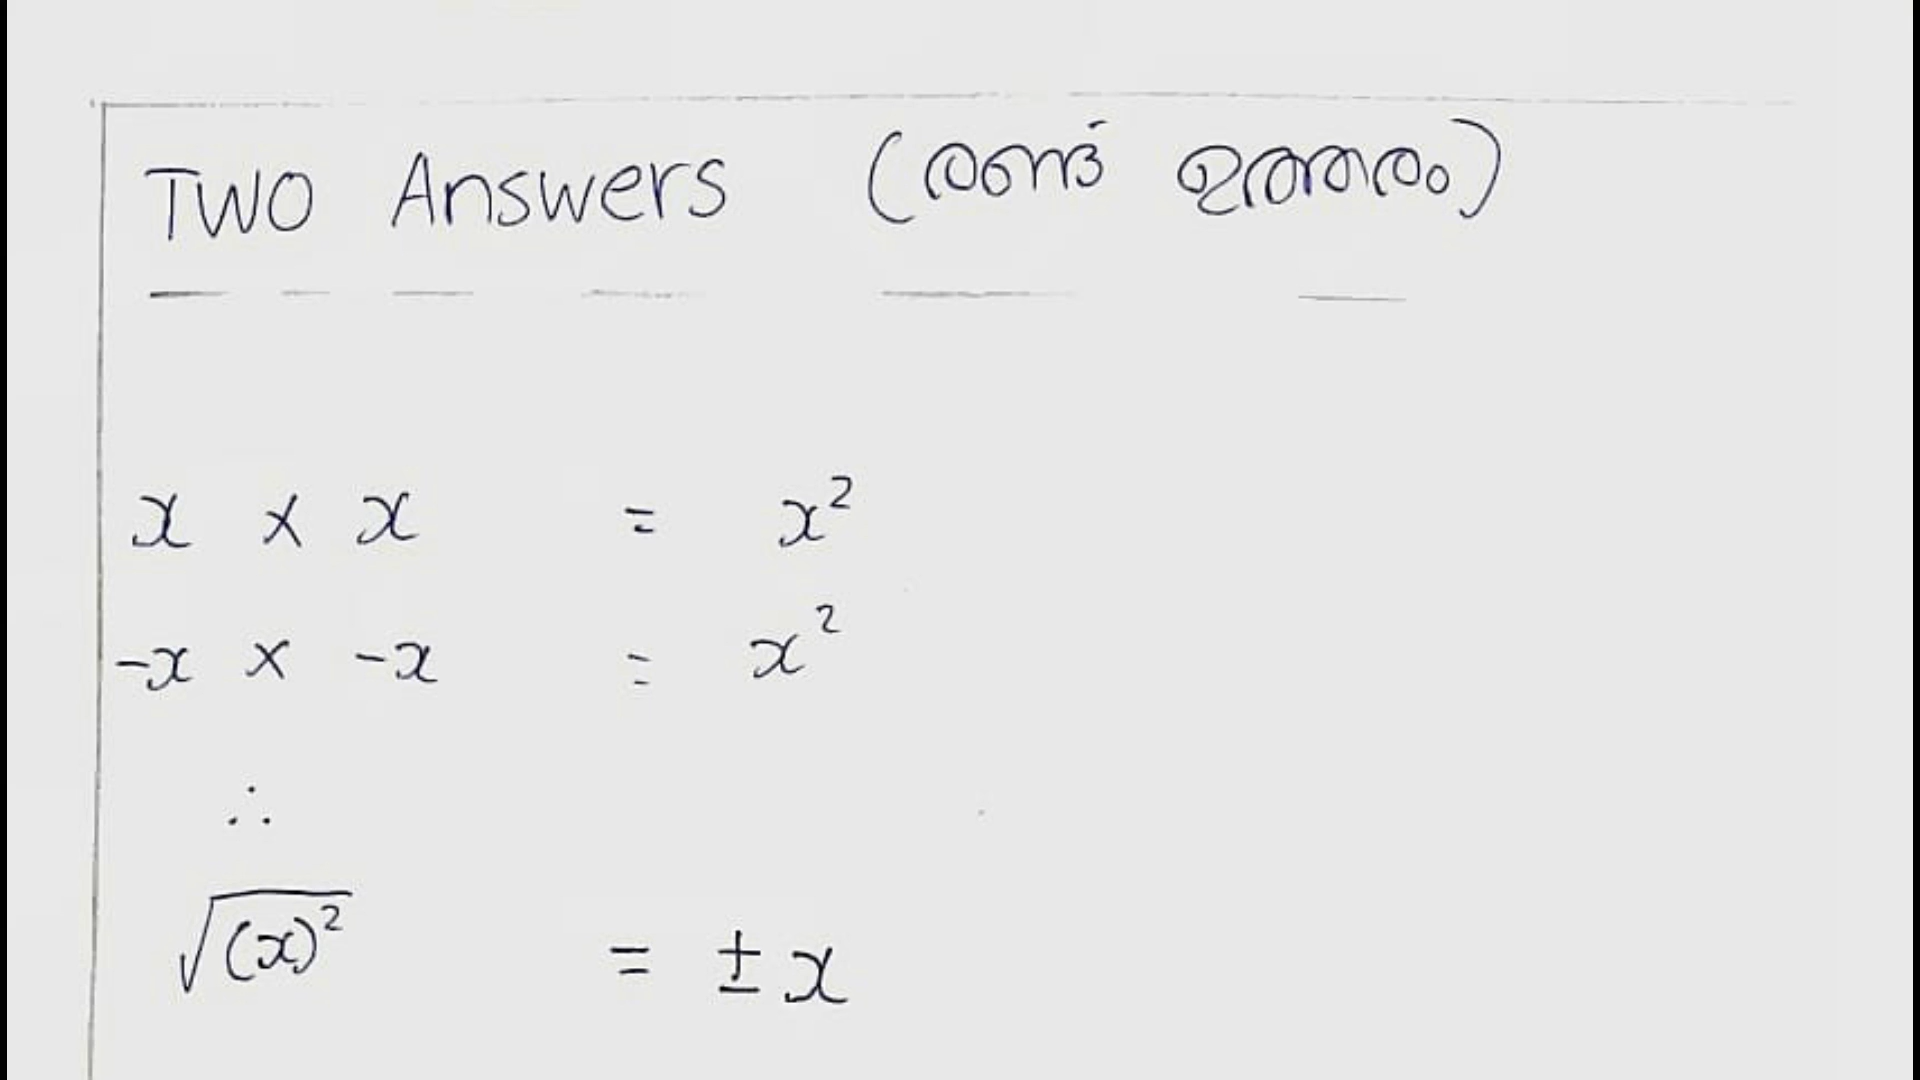 TWO Answers (രണ്ട് ഉത്തരം)
x × x = x²
-x × -x = x²
∴
√(x)² = ± x